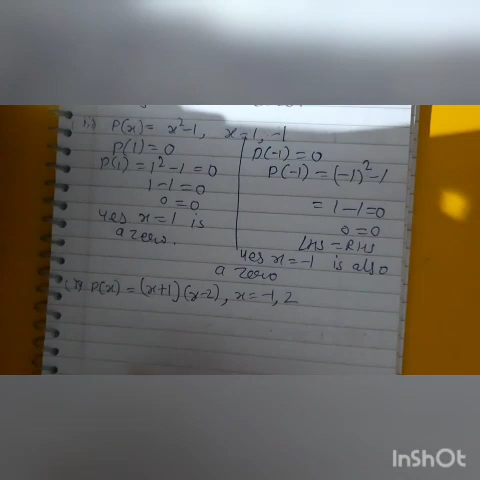 iii) P(x) = x²-1, x=1, -1
P(1) = 0
P(1) = 1² - 1 = 0
1-1=0
0=0
Yes x=1 is
a zero.
P(-1) = 0
P(-1) = (-1)² - 1
= 1-1=0
0=0
LHS = RHS
Yes x=-1 is also
a zero
P(x) = (x+1)(x-2), x=-1, 2
InShOt